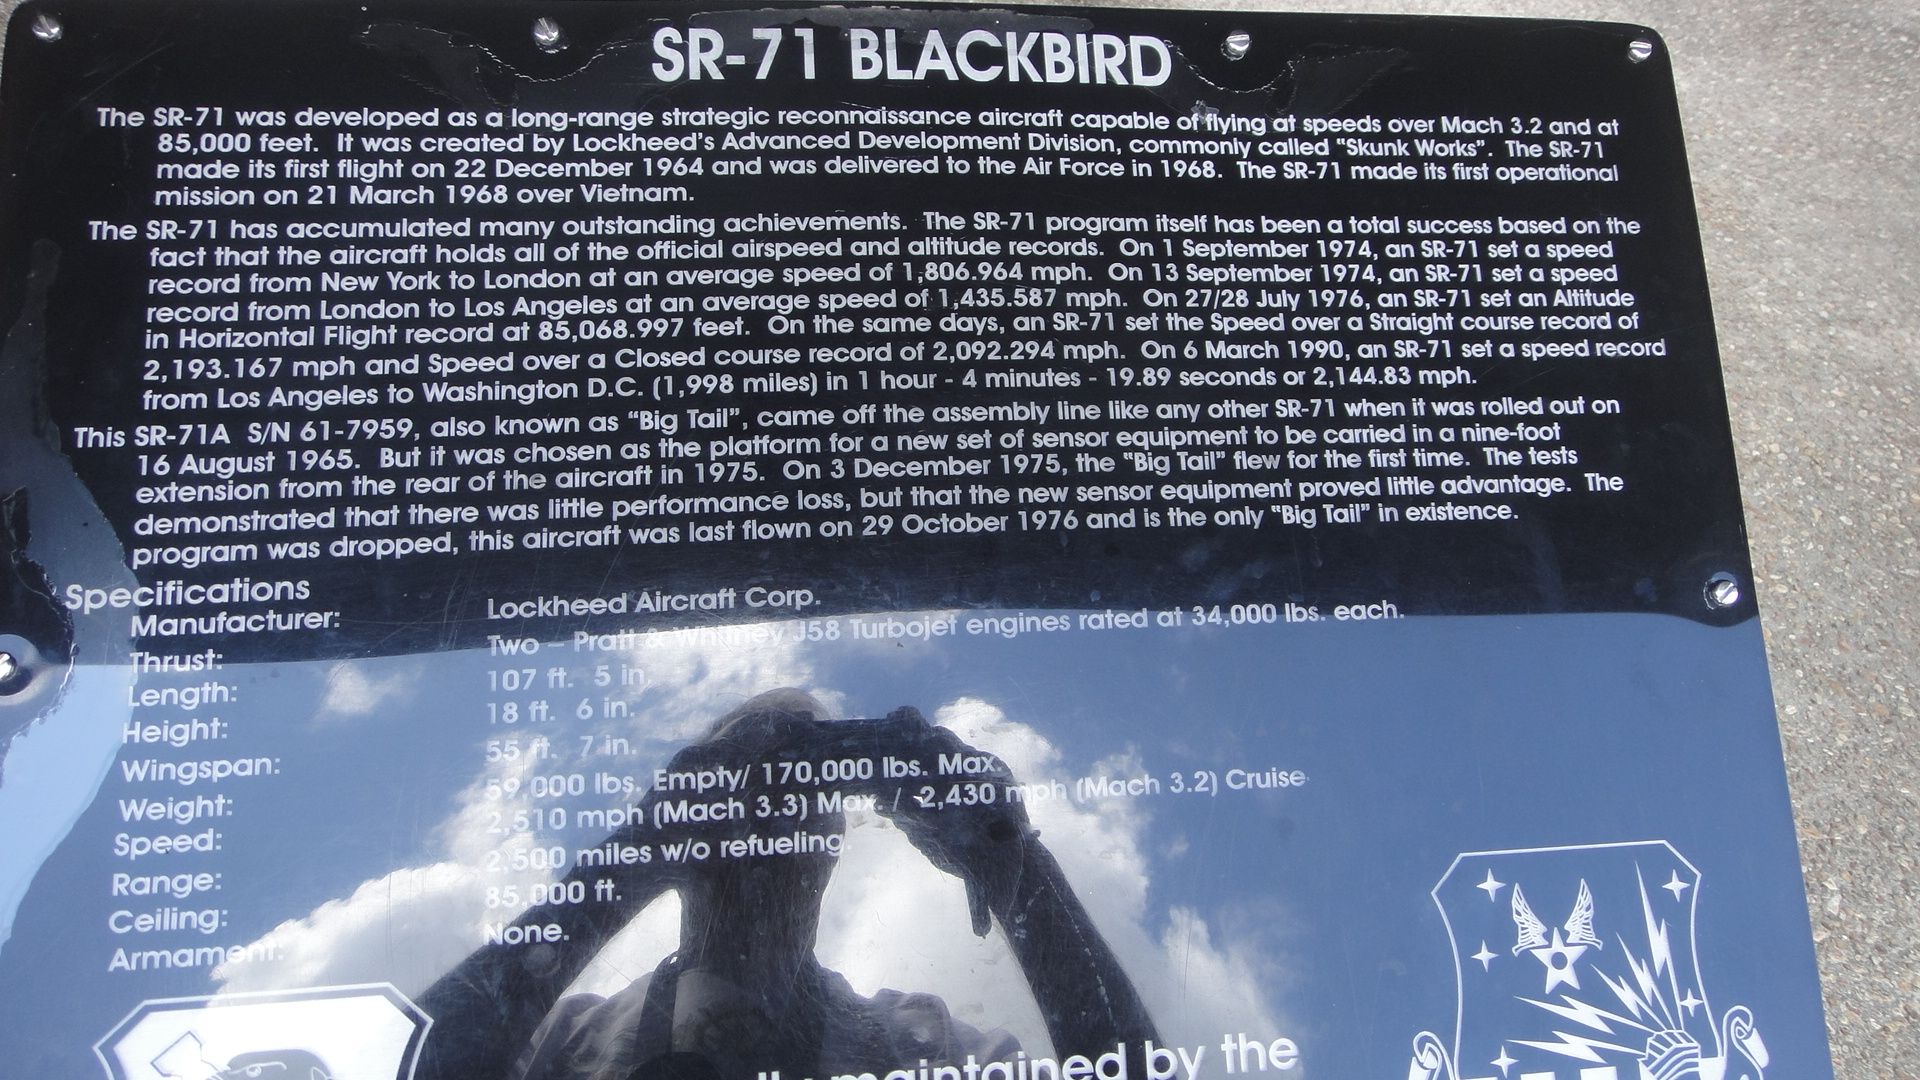 SR-71 BLACKBIRD
The SR-71 was developed as a long-range strategic reconnaissance aircraft capable of flying at speeds over Mach 3.2 and at
85,000 feet. It was created by Lockheed's Advanced Development Division, commonly called "Skunk Works". The SR-71
made its first flight on 22 December 1964 and was delivered to the Air Force in 1968. The SR-71 made its first operational
mission on 21 March 1968 over Vietnam.
The SR-71 has accumulated many outstanding achievements. The SR-71 program itself has been a total success based on the
fact that the aircraft holds all of the official airspeed and altitude records. On 1 September 1974, an SR-71 set a speed
record from New York to London at an average speed of 1,806.964 mph. On 13 September 1974, an SR-71 set a speed
record from London to Los Angeles at an average speed of 1,435.587 mph. On 27/28 July 1976, an SR-71 set an Altitude
in Horizontal Flight record at 85,068.997 feet. On the same days, an SR-71 set the Speed over a Straight course record of
2,193.167 mph and Speed over a Closed course record of 2,092.294 mph. On 6 March 1990, an SR-71 set a speed record
from Los Angeles to Washington D.C. (1,998 miles) in 1 hour - 4 minutes - 19.89 seconds or 2,144.83 mph.
This SR-71A S/N 61-7959, also known as "Big Tail", came off the assembly line like any other SR-71 when it was rolled out on
16 August 1965. But it was chosen as the platform for a new set of sensor equipment to be carried in a nine-foot
extension from the rear of the aircraft in 1975. On 3 December 1975, the "Big Tail" flew for the first time. The tests
demonstrated that there was little performance loss, but that the new sensor equipment proved little advantage. The
program was dropped, this aircraft was last flown on 29 October 1976 and is the only "Big Tail" in existence.
Specifications
Manufacturer: Lockheed Aircraft Corp.
Thrust: Two – Pratt & Whitney J58 Turbojet engines rated at 34,000 lbs. each.
Length: 107 ft. 5 in.
Height: 18 ft. 6 in.
Wingspan: 55 ft. 7 in.
Weight: 59,000 lbs. Empty/ 170,000 lbs. Max.
Speed: 2,510 mph (Mach 3.3) Max. / 2,430 mph (Mach 3.2) Cruise
Range: 2,500 miles w/o refueling.
Ceiling: 85,000 ft.
Armament: None.
maintained by the